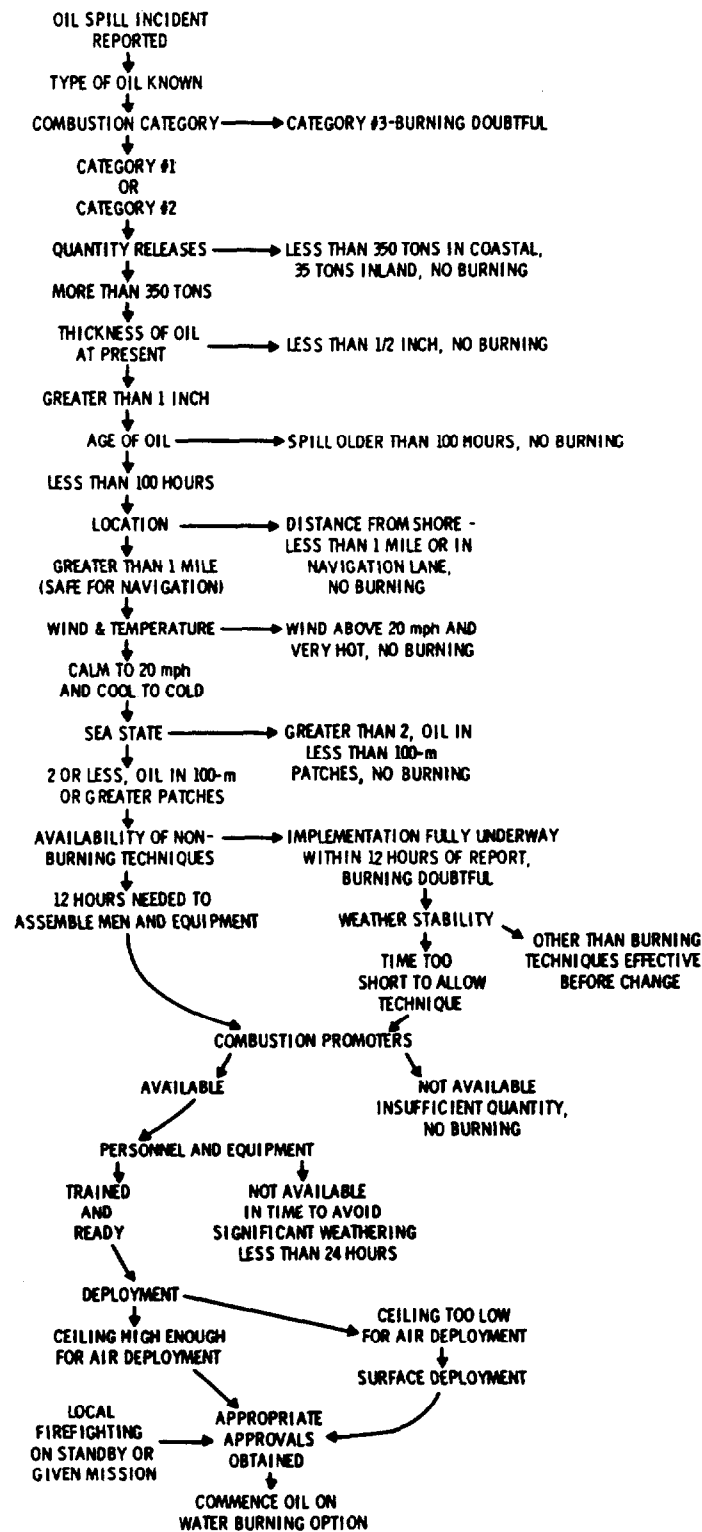 OIL SPILL INCIDENT
REPORTED
TYPE OF OIL KNOWN
COMBUSTION CATEGORY
CATEGORY #3-BURNING DOUBTFUL
CATEGORY #1
OR
CATEGORY #2
QUANTITY RELEASES
LESS THAN 350 TONS IN COASTAL,
35 TONS INLAND, NO BURNING
MORE THAN 350 TONS
THICKNESS OF OIL
AT PRESENT
LESS THAN 1/2 INCH, NO BURNING
GREATER THAN 1 INCH
AGE OF OIL
SPILL OLDER THAN 100 HOURS, NO BURNING
LESS THAN 100 HOURS
LOCATION
DISTANCE FROM SHORE -
LESS THAN 1 MILE OR IN
NAVIGATION LANE,
NO BURNING
GREATER THAN 1 MILE
(SAFE FOR NAVIGATION)
WIND & TEMPERATURE
WIND ABOVE 20 mph AND
VERY HOT, NO BURNING
CALM TO 20 mph
AND COOL TO COLD
SEA STATE
GREATER THAN 2, OIL IN
LESS THAN 100-m
PATCHES, NO BURNING
2 OR LESS, OIL IN 100-m
OR GREATER PATCHES
AVAILABILITY OF NON-
BURNING TECHNIQUES
IMPLEMENTATION FULLY UNDERWAY
WITHIN 12 HOURS OF REPORT,
BURNING DOUBTFUL
12 HOURS NEEDED TO
ASSEMBLE MEN AND EQUIPMENT
WEATHER STABILITY
OTHER THAN BURNING
TECHNIQUES EFFECTIVE
BEFORE CHANGE
TIME TOO
SHORT TO ALLOW
TECHNIQUE
COMBUSTION PROMOTERS
AVAILABLE
NOT AVAILABLE
INSUFFICIENT QUANTITY,
NO BURNING
PERSONNEL AND EQUIPMENT
TRAINED
AND
READY
NOT AVAILABLE
IN TIME TO AVOID
SIGNIFICANT WEATHERING
LESS THAN 24 HOURS
DEPLOYMENT
CEILING HIGH ENOUGH
FOR AIR DEPLOYMENT
CEILING TOO LOW
FOR AIR DEPLOYMENT
SURFACE DEPLOYMENT
LOCAL
FIREFIGHTING
ON STANDBY OR
GIVEN MISSION
APPROPRIATE
APPROVALS
OBTAINED
COMMENCE OIL ON
WATER BURNING OPTION